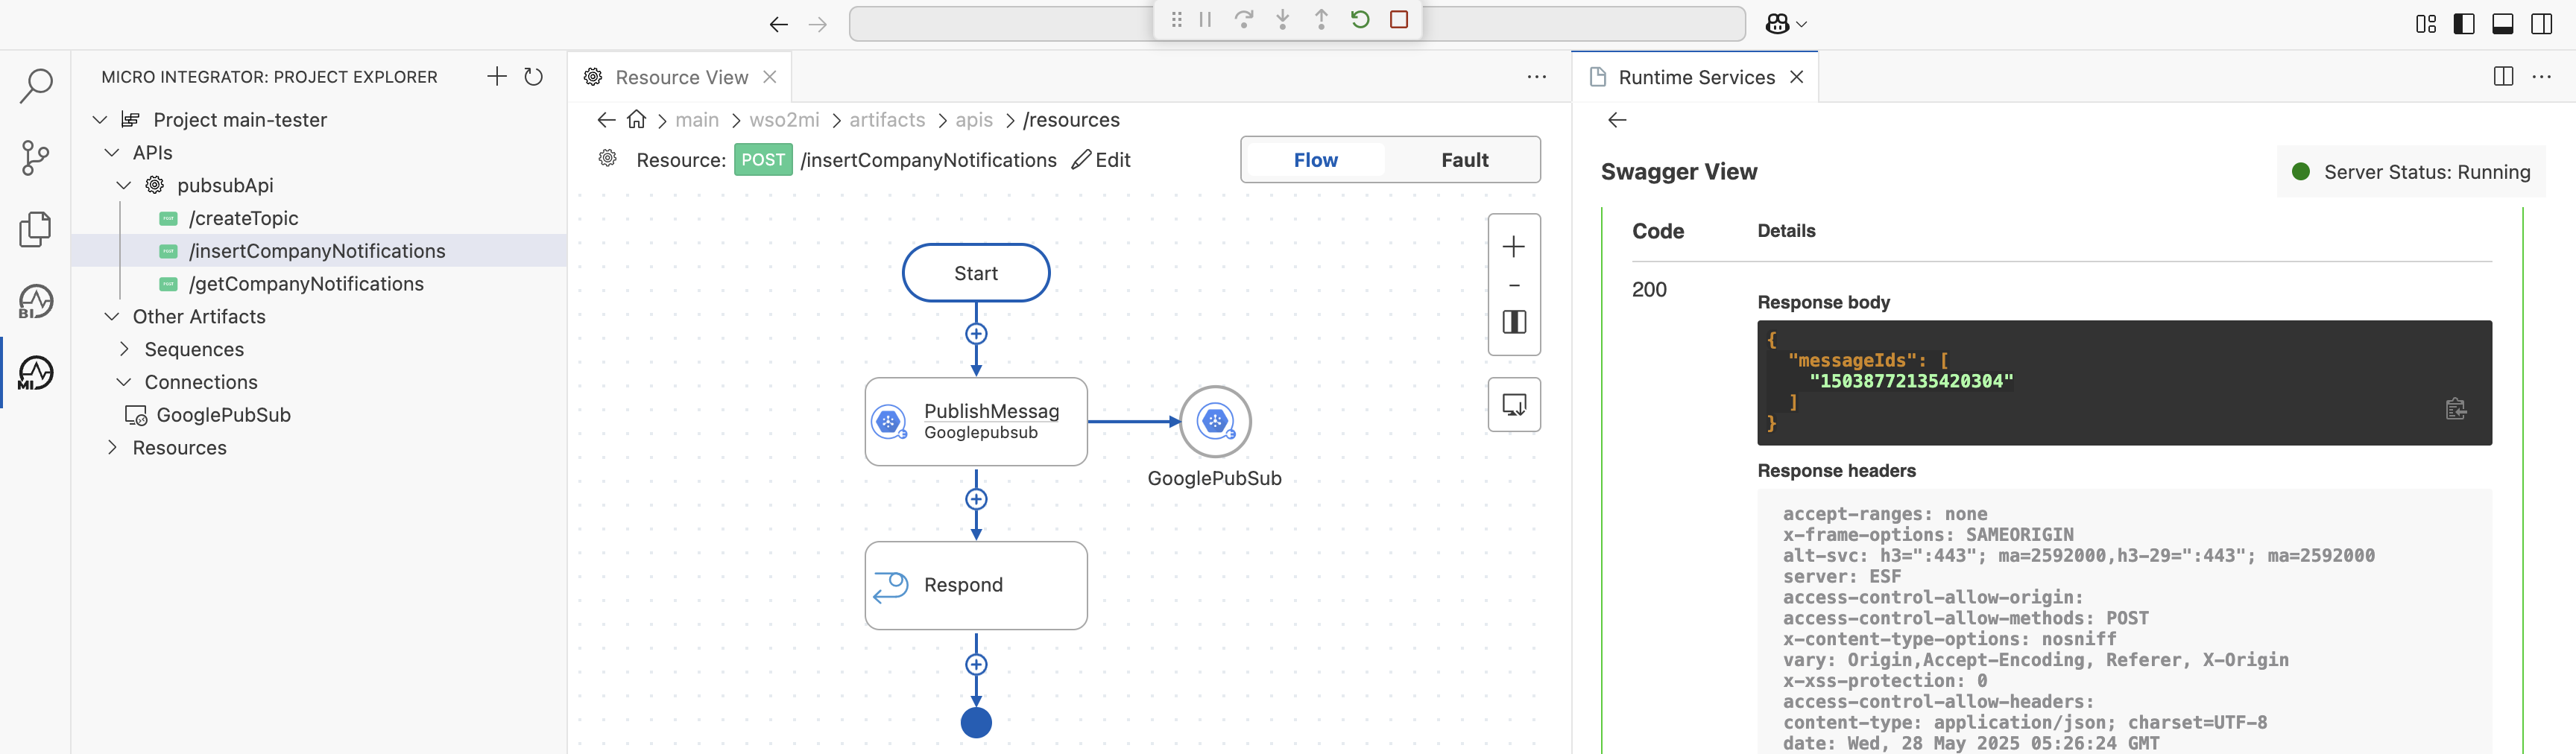 MICRO INTEGRATOR: PROJECT EXPLORER
Project main-tester
APIs
pubsubApi
/createTopic
/insertCompanyNotifications
/getCompanyNotifications
Other Artifacts
Sequences
Connections
GooglePubSub
Resources
BI
MI
Resource View
main > wso2mi > artifacts > apis > /resources
Resource: POST /insertCompanyNotifications Edit
Flow Fault
Start
PublishMessag
Googlepubsub
GooglePubSub
Respond
Runtime Services
Swagger View
Server Status: Running
Code Details
200
Response body
{
"messageIds": [
"15038772135420304"
]
}
Response headers
accept-ranges: none
x-frame-options: SAMEORIGIN
alt-svc: h3=":443"; ma=2592000,h3-29=":443"; ma=2592000
server: ESF
access-control-allow-origin:
access-control-allow-methods: POST
x-content-type-options: nosniff
vary: Origin,Accept-Encoding, Referer, X-Origin
x-xss-protection: 0
access-control-allow-headers:
content-type: application/json; charset=UTF-8
date: Wed, 28 May 2025 05:26:24 GMT